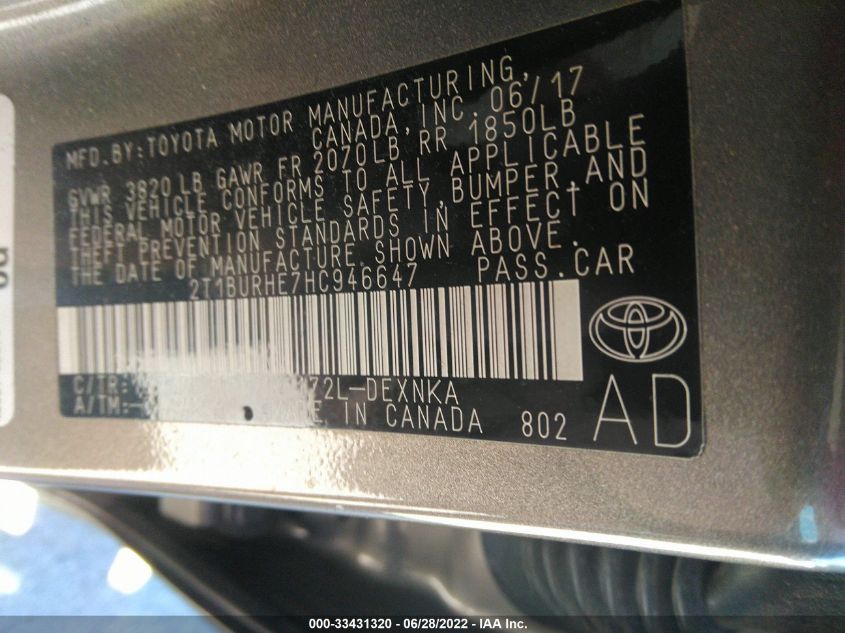 MFD.BY:TOYOTA MOTOR MANUFACTURING,
CANADA,INC. 06/17
GVWR 3820LB GAWR FR 2070LB RR 1850LB
THIS VEHICLE CONFORMS TO ALL APPLICABLE
FEDERAL MOTOR VEHICLE SAFETY,BUMPER,AND
THEFT PREVENTION STANDARDS IN EFFECT ON
THE DATE OF MANUFACTURE SHOWN ABOVE.
2T1BURHE7HC946647 PASS.CAR
C/TR: 72L-DEXNKA
A/TM: IN CANADA 802
AD
000-33431320 / 06/28/2022 - IAA Inc.